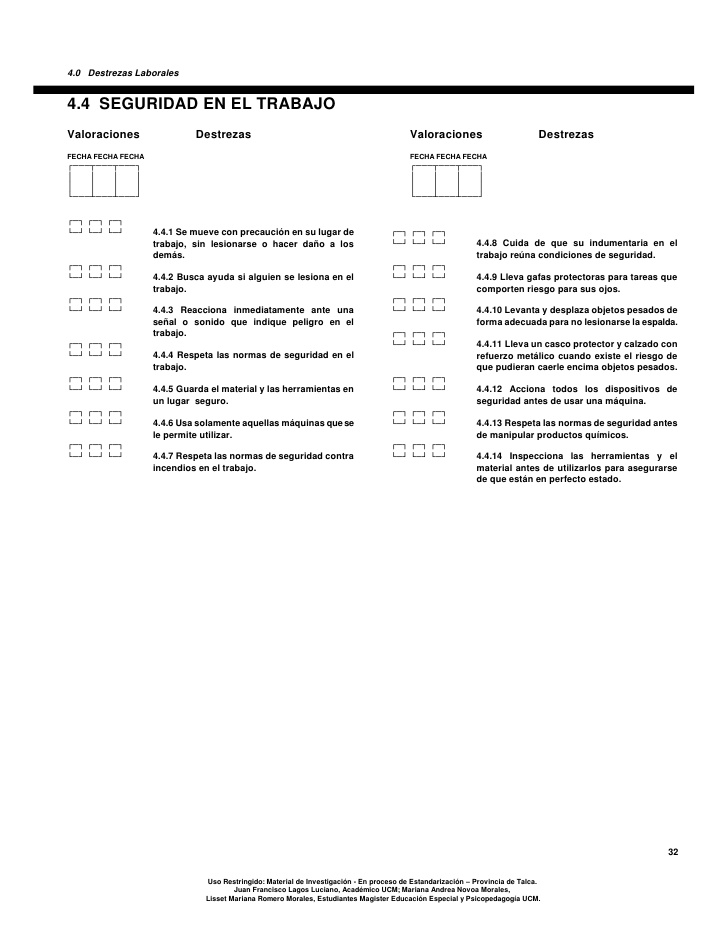 4.0 Destrezas Laborales
4.4 SEGURIDAD EN EL TRABAJO
Valoraciones Destrezas
FECHA FECHA FECHA
4.4.1 Se mueve con precaución en su lugar de
trabajo, sin lesionarse o hacer daño a los
demás.
4.4.2 Busca ayuda si alguien se lesiona en el
trabajo.
4.4.3 Reacciona inmediatamente ante una
señal o sonido que indique peligro en el
trabajo.
4.4.4 Respeta las normas de seguridad en el
trabajo.
4.4.5 Guarda el material y las herramientas en
un lugar seguro.
4.4.6 Usa solamente aquellas máquinas que se
le permite utilizar.
4.4.7 Respeta las normas de seguridad contra
incendios en el trabajo.
Valoraciones Destrezas
FECHA FECHA FECHA
4.4.8 Cuida de que su indumentaria en el
trabajo reúna condiciones de seguridad.
4.4.9 Lleva gafas protectoras para tareas que
comporten riesgo para sus ojos.
4.4.10 Levanta y desplaza objetos pesados de
forma adecuada para no lesionarse la espalda.
4.4.11 Lleva un casco protector y calzado con
refuerzo metálico cuando existe el riesgo de
que pudieran caerle encima objetos pesados.
4.4.12 Acciona todos los dispositivos de
seguridad antes de usar una máquina.
4.4.13 Respeta las normas de seguridad antes
de manipular productos químicos.
4.4.14 Inspecciona las herramientas y el
material antes de utilizarlos para asegurarse
de que están en perfecto estado.
32
Uso Restringido: Material de Investigación - En proceso de Estandarización – Provincia de Talca.
Juan Francisco Lagos Luciano, Académico UCM; Mariana Andrea Novoa Morales,
Lisset Mariana Romero Morales, Estudiantes Magister Educación Especial y Psicopedagogía UCM.